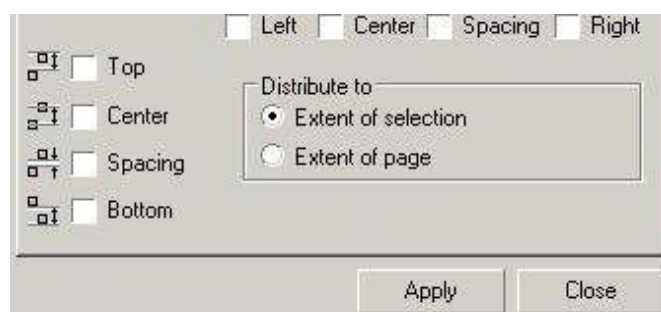 Left Center Spacing Right
Top
Distribute to
Center
Extent of selection
Spacing
Extent of page
Bottom
Apply Close